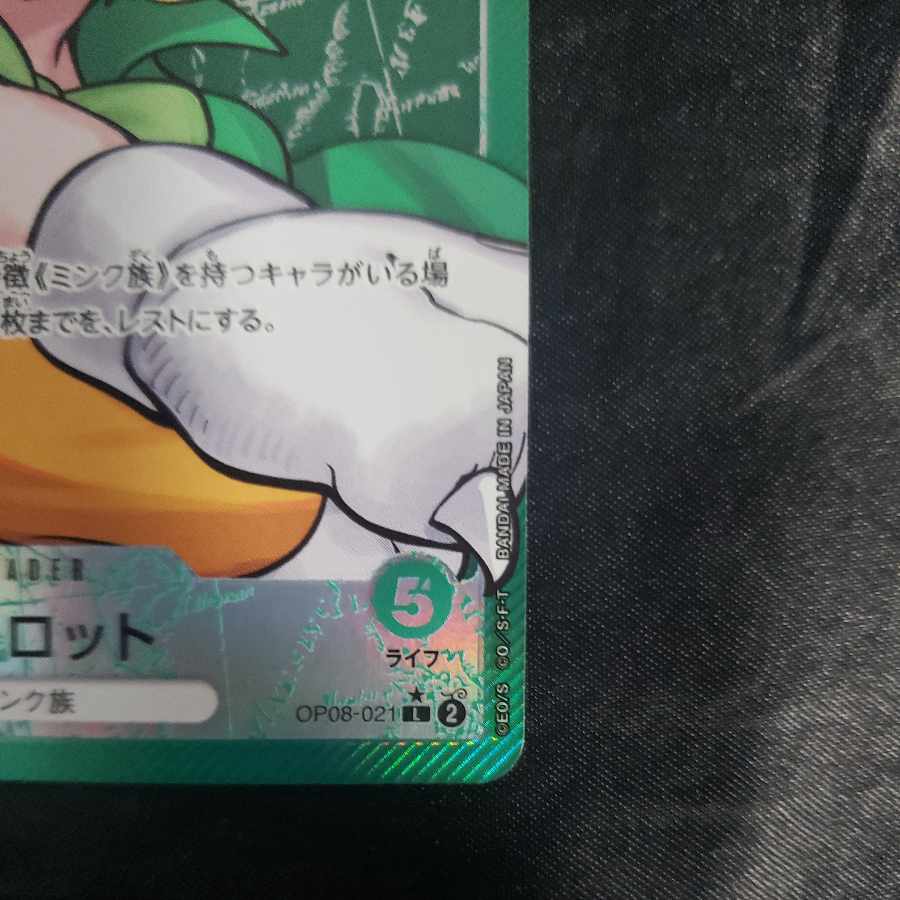 徴《ミンク族》を持つキャラがいる場
枚までを、レストにする。
BANDAI MADE IN JAPAN
ADER
5
ロット
ライフ
ンク族
OP08-021 L 2
©EO/S ©O／S･F･T